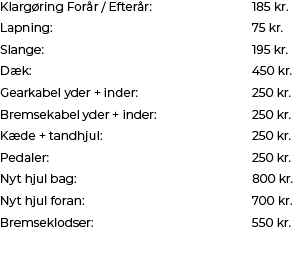 Klargøring Forår / Efterår: 185 kr.
Lapning: 75 kr.
Slange: 195 kr.
Dæk: 450 kr.
Gearkabel yder + inder: 250 kr.
Bremsekabel yder + inder: 250 kr.
Kæde + tandhjul: 250 kr.
Pedaler: 250 kr.
Nyt hjul bag: 800 kr.
Nyt hjul foran: 700 kr.
Bremseklodser: 550 kr.